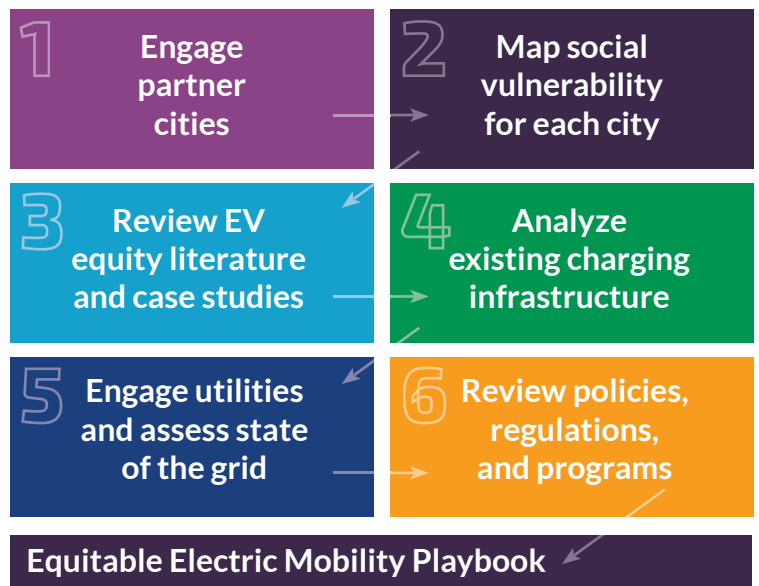 1
Engage
partner
cities
2
Map social
vulnerability
for each city
3
Review EV
equity literature
and case studies
4
Analyze
existing charging
infrastructure
5
Engage utilities
and assess state
of the grid
6
Review policies,
regulations,
and programs
Equitable Electric Mobility Playbook